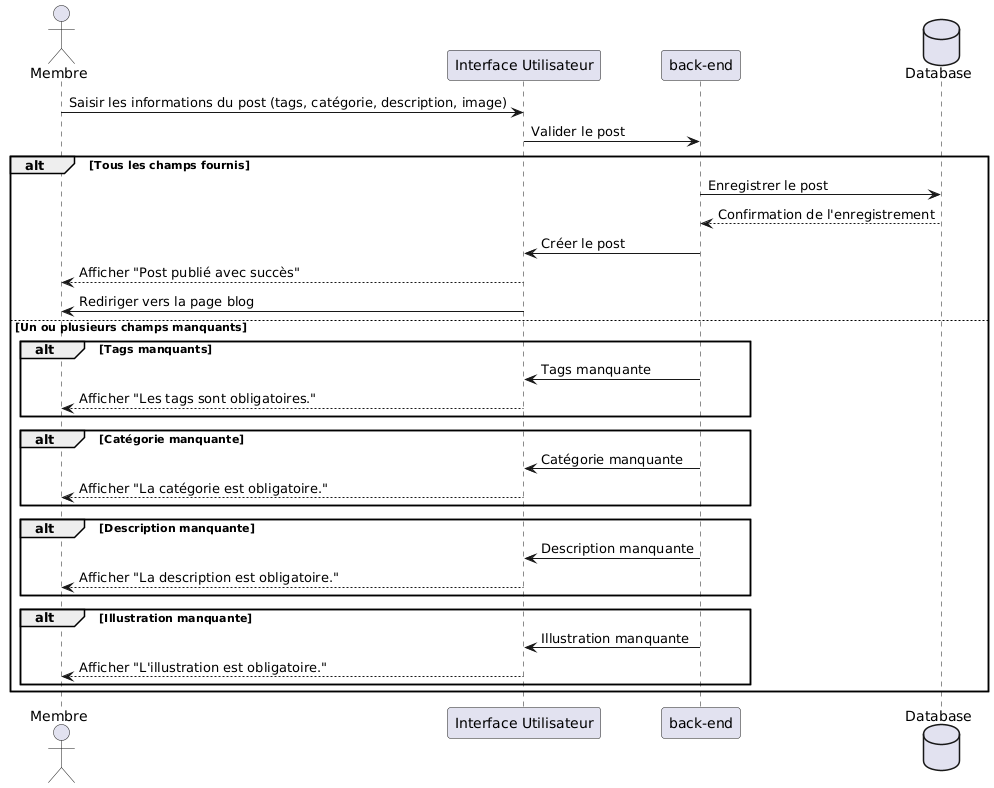 Membre
Interface Utilisateur
back-end
Database
Saisir les informations du post (tags, catégorie, description, image)
Valider le post
alt [Tous les champs fournis]
Enregistrer le post
Confirmation de l'enregistrement
Créer le post
Afficher "Post publié avec succès"
Rediriger vers la page blog
[Un ou plusieurs champs manquants]
alt [Tags manquants]
Tags manquante
Afficher "Les tags sont obligatoires."
alt [Catégorie manquante]
Catégorie manquante
Afficher "La catégorie est obligatoire."
alt [Description manquante]
Description manquante
Afficher "La description est obligatoire."
alt [Illustration manquante]
Illustration manquante
Afficher "L'illustration est obligatoire."
Membre
Interface Utilisateur
back-end
Database